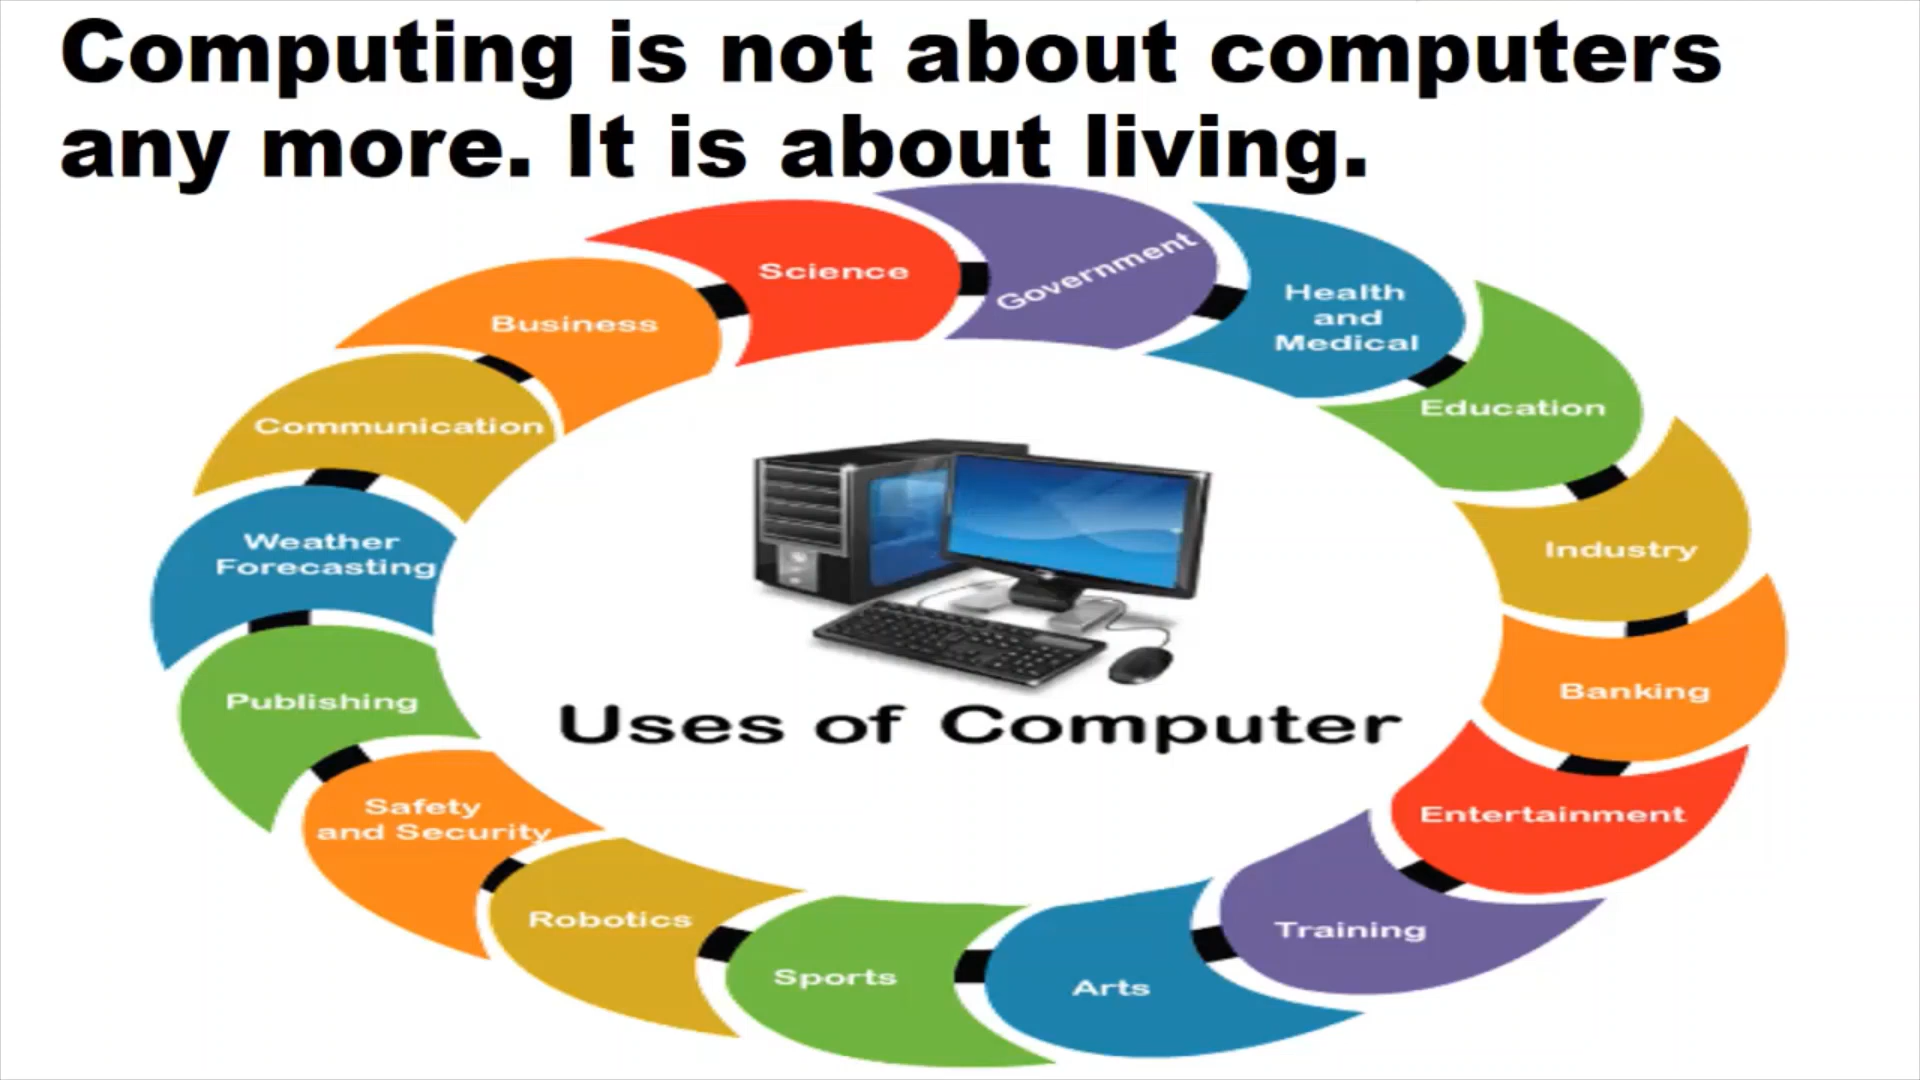 Computing is not about computers
any more. It is about living.
Science
Government
Health
and
Medical
Education
Industry
Banking
Entertainment
Training
Arts
Sports
Robotics
Safety
and Security
Publishing
Weather
Forecasting
Communication
Business
Uses of Computer